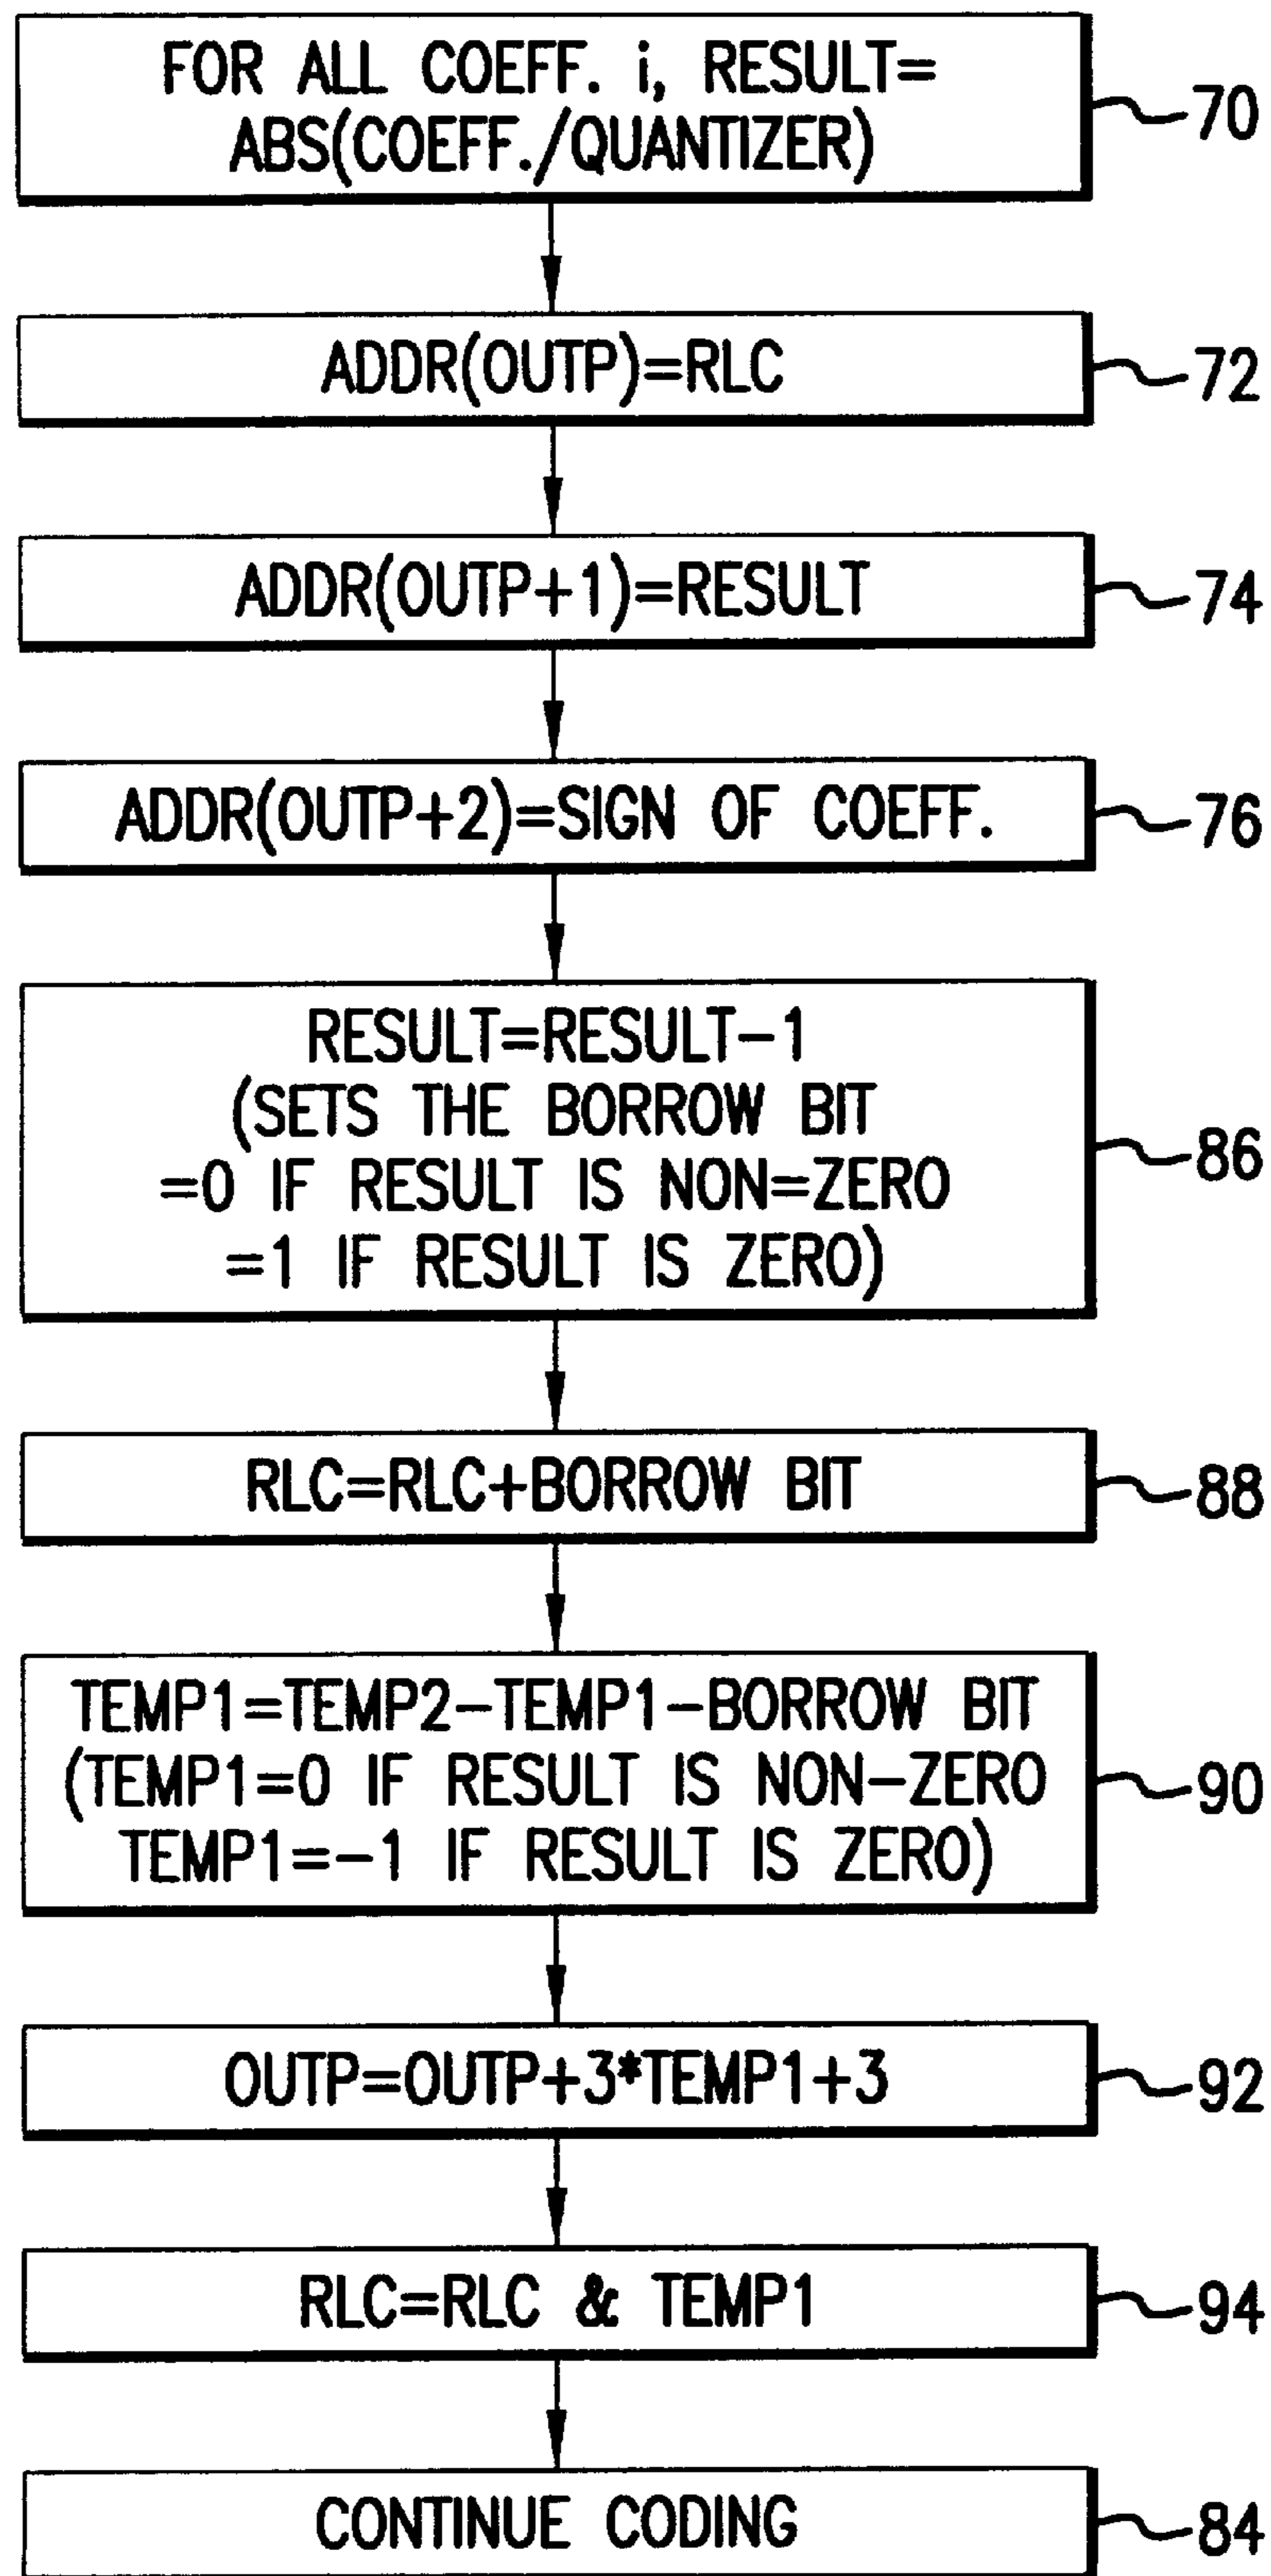 FOR ALL COEFF. i, RESULT=
ABS(COEFF./QUANTIZER)
70
ADDR(OUTP)=RLC
72
ADDR(OUTP+1)=RESULT
74
ADDR(OUTP+2)=SIGN OF COEFF.
76
RESULT=RESULT-1
(SETS THE BORROW BIT
=0 IF RESULT IS NON=ZERO
=1 IF RESULT IS ZERO)
86
RLC=RLC+BORROW BIT
88
TEMP1=TEMP2-TEMP1-BORROW BIT
(TEMP1=0 IF RESULT IS NON-ZERO
TEMP1=-1 IF RESULT IS ZERO)
90
OUTP=OUTP+3*TEMP1+3
92
RLC=RLC & TEMP1
94
CONTINUE CODING
84